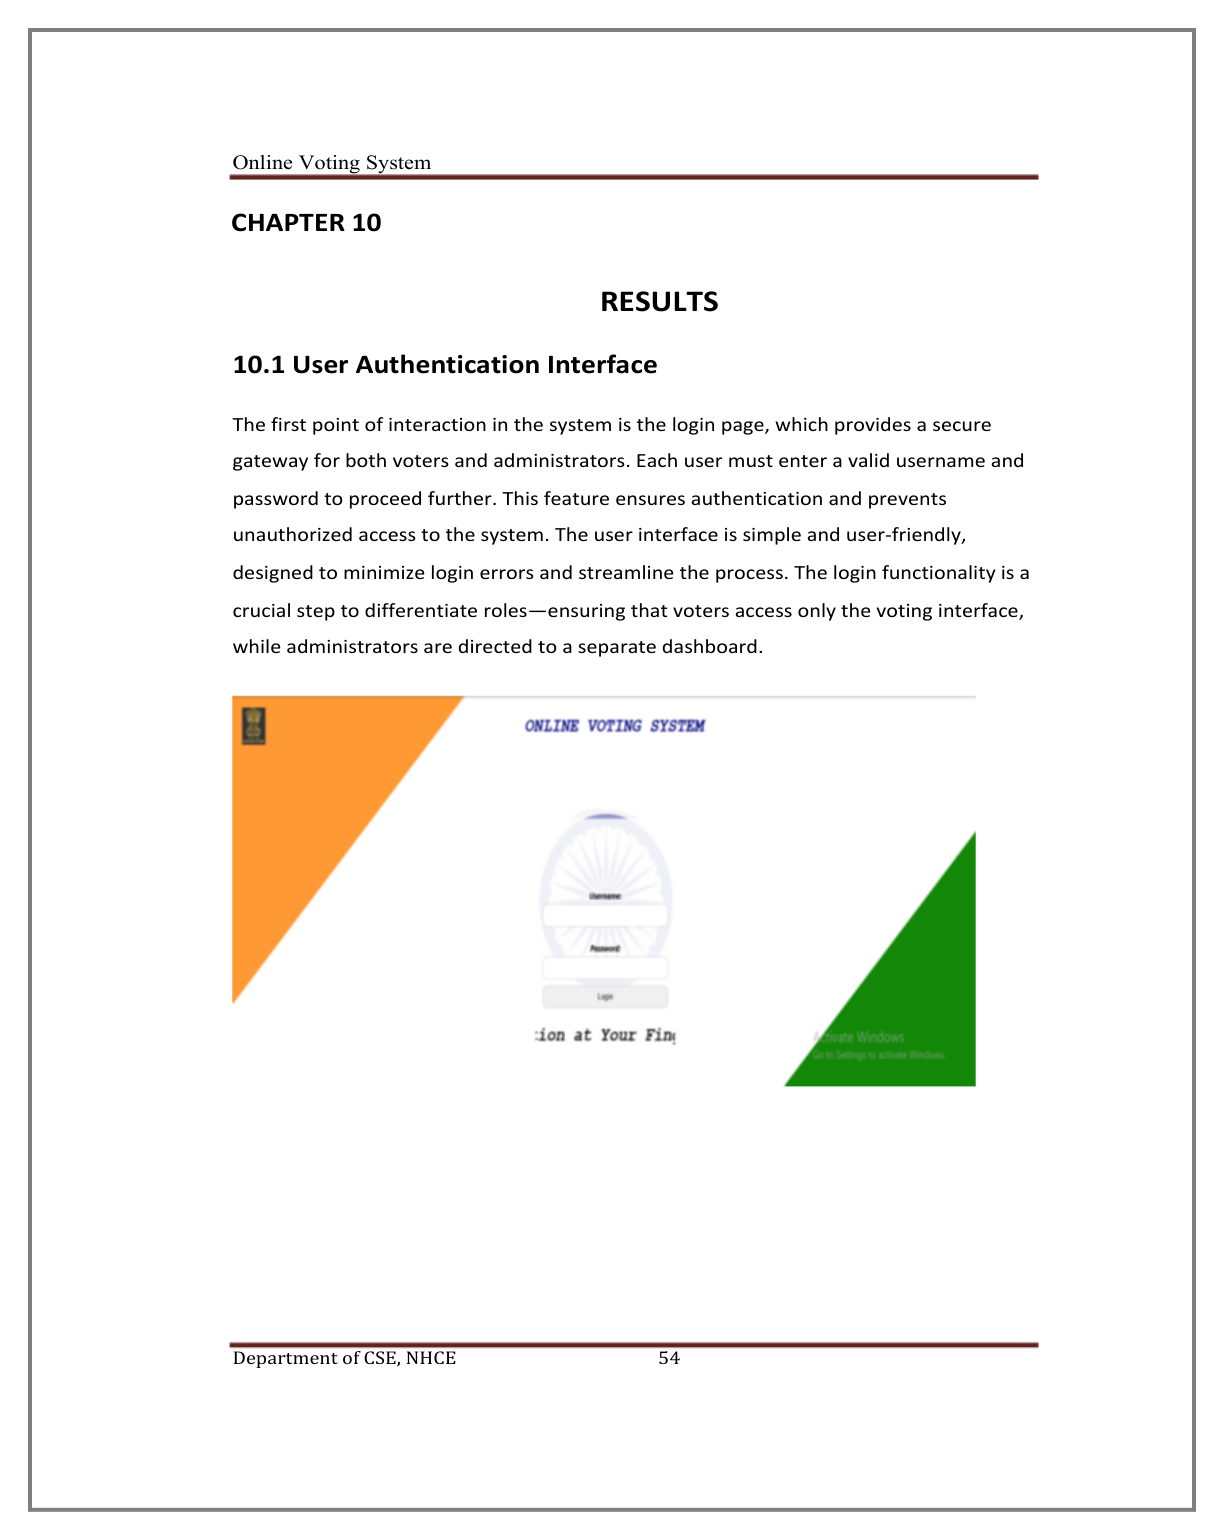 Online Voting System
CHAPTER 10
RESULTS
10.1 User Authentication Interface
The first point of interaction in the system is the login page, which provides a secure
gateway for both voters and administrators. Each user must enter a valid username and
password to proceed further. This feature ensures authentication and prevents
unauthorized access to the system. The user interface is simple and user-friendly,
designed to minimize login errors and streamline the process. The login functionality is a
crucial step to differentiate roles—ensuring that voters access only the voting interface,
while administrators are directed to a separate dashboard.
ONLINE VOTING SYSTEM
Username:
Password:
Login
ion at Your Fing
Activate Windows
Go to Settings to activate Windows.
Department of CSE, NHCE 54